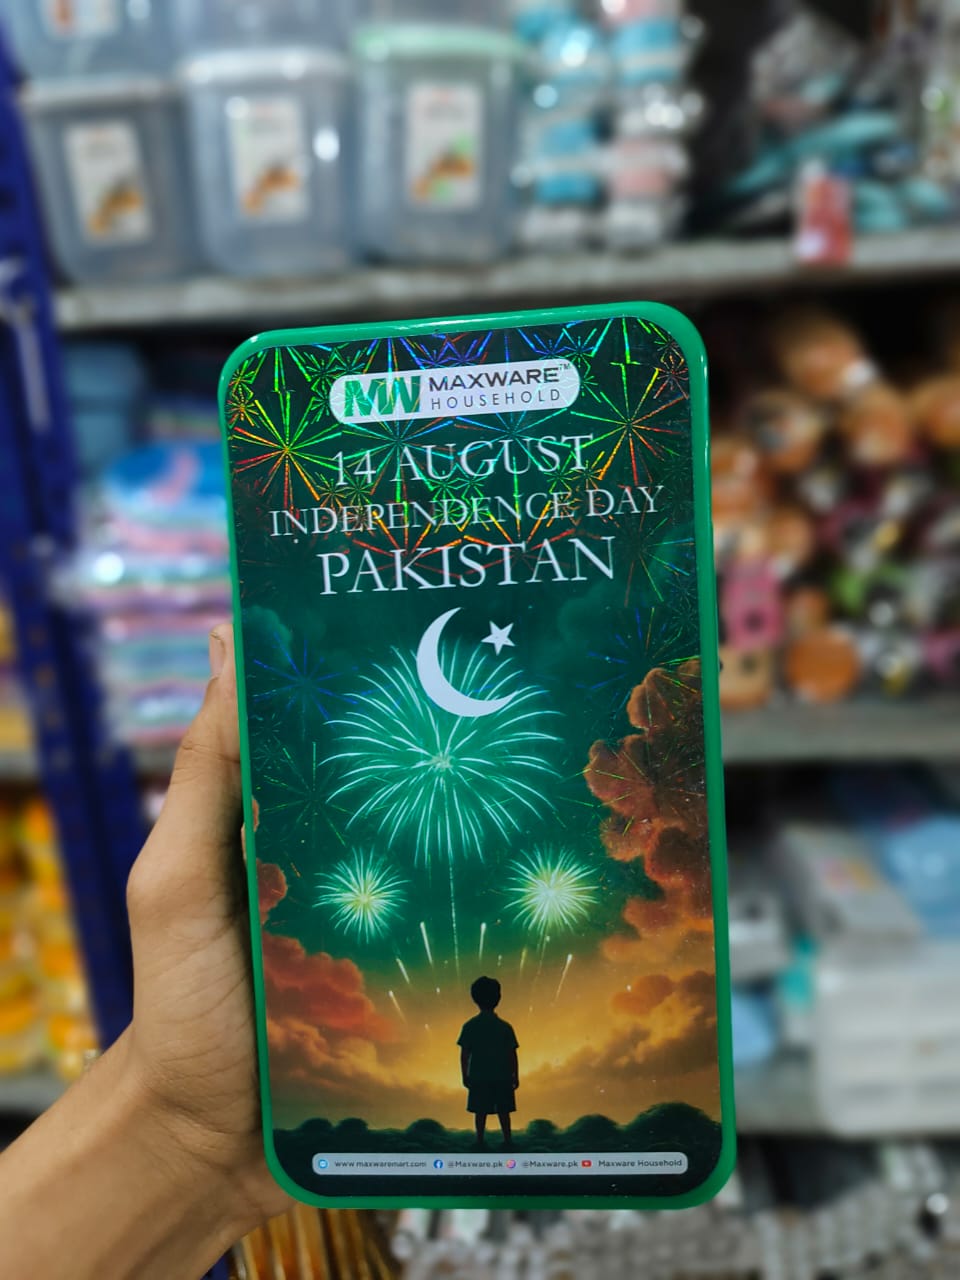 MW MAXWARE™
HOUSEHOLD
14 AUGUST
INDEPENDENCE DAY
PAKISTAN
www.maxwaremart.com @Maxware.pk @Maxware.pk Maxware Household